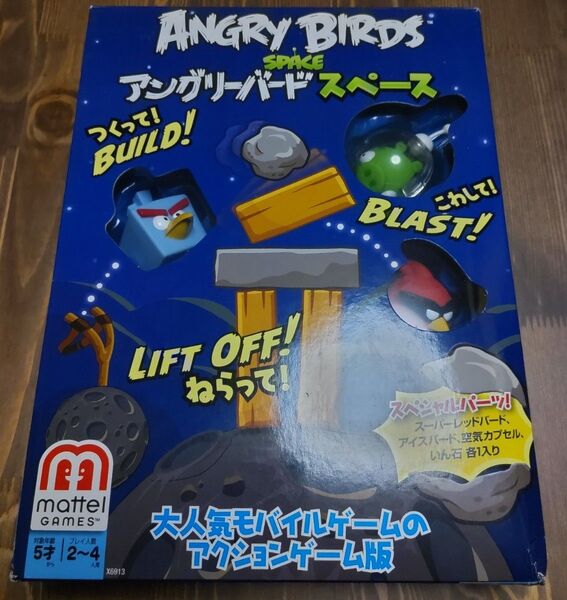 ANGRY BIRDS
SPACE
アングリーバード スペース
つくって!
BUILD!
こわして!
BLAST!
LIFT OFF!
ねらって!
スペシャルパーツ!
スーパーレッドバード、
アイスバード、空気カプセル、
いん石 各1入り
mattel
GAMES™
対象年齢
5才から
プレイ人数
2~4人用
X6913
大人気モバイルゲームの
アクションゲーム版